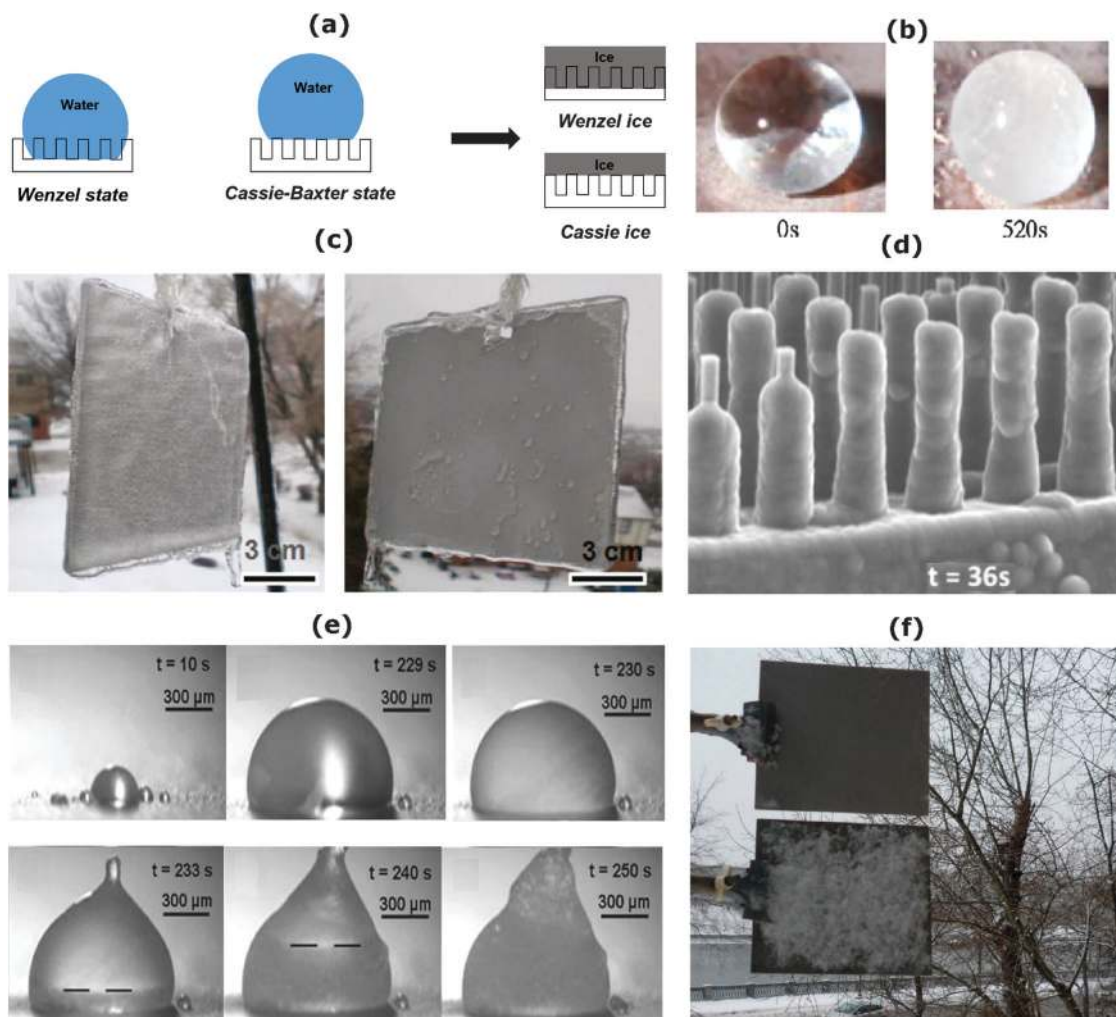 (a)
Water
Wenzel state
Water
Cassie-Baxter state
Ice
Wenzel ice
Ice
Cassie ice
(b)
0s
520s
(c)
3 cm
3 cm
(d)
t = 36s
(e)
t = 10 s
300 µm
t = 229 s
300 µm
t = 230 s
300 µm
t = 233 s
300 µm
t = 240 s
300 µm
t = 250 s
300 µm
(f)